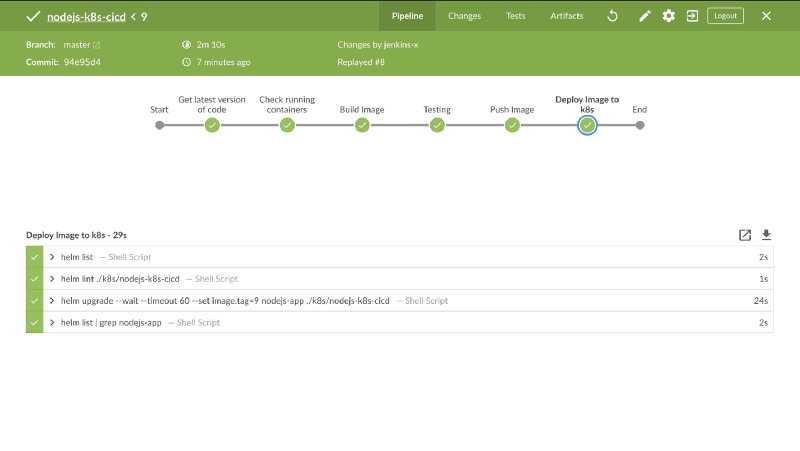 nodejs-k8s-cicd < 9
Pipeline Changes Tests Artifacts Logout
Branch: master 2m 10s Changes by jenkins-x
Commit: 94e95d4 7 minutes ago Replayed #8
Start
Get latest version
of code
Check running
containers
Build Image
Testing
Push Image
Deploy Image to
k8s
End
Deploy Image to k8s - 29s
helm list — Shell Script 2s
helm lint ./k8s/nodejs-k8s-cicd — Shell Script 1s
helm upgrade --wait --timeout 60 --set image.tag=9 nodejs-app ./k8s/nodejs-k8s-cicd — Shell Script 24s
helm list | grep nodejs-app — Shell Script 2s